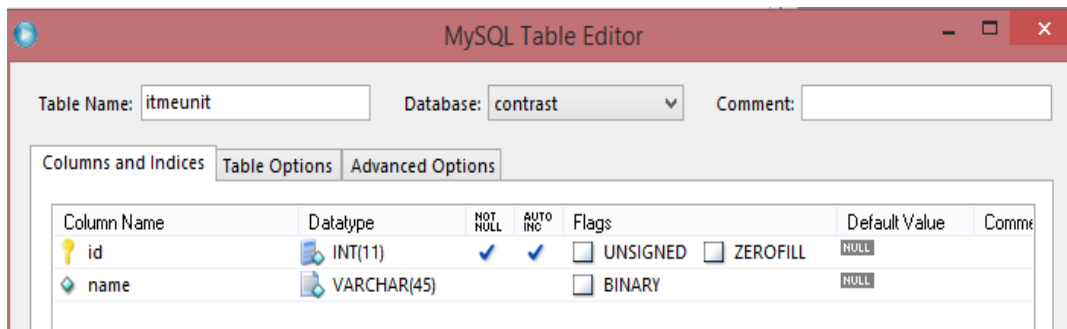 MySQL Table Editor
Table Name: itmeunit Database: contrast Comment:
Columns and Indices Table Options Advanced Options
Column Name Datatype NOT NULL AUTO INC Flags Default Value Comme
id INT(11) UNSIGNED ZEROFILL NULL
name VARCHAR(45) BINARY NULL